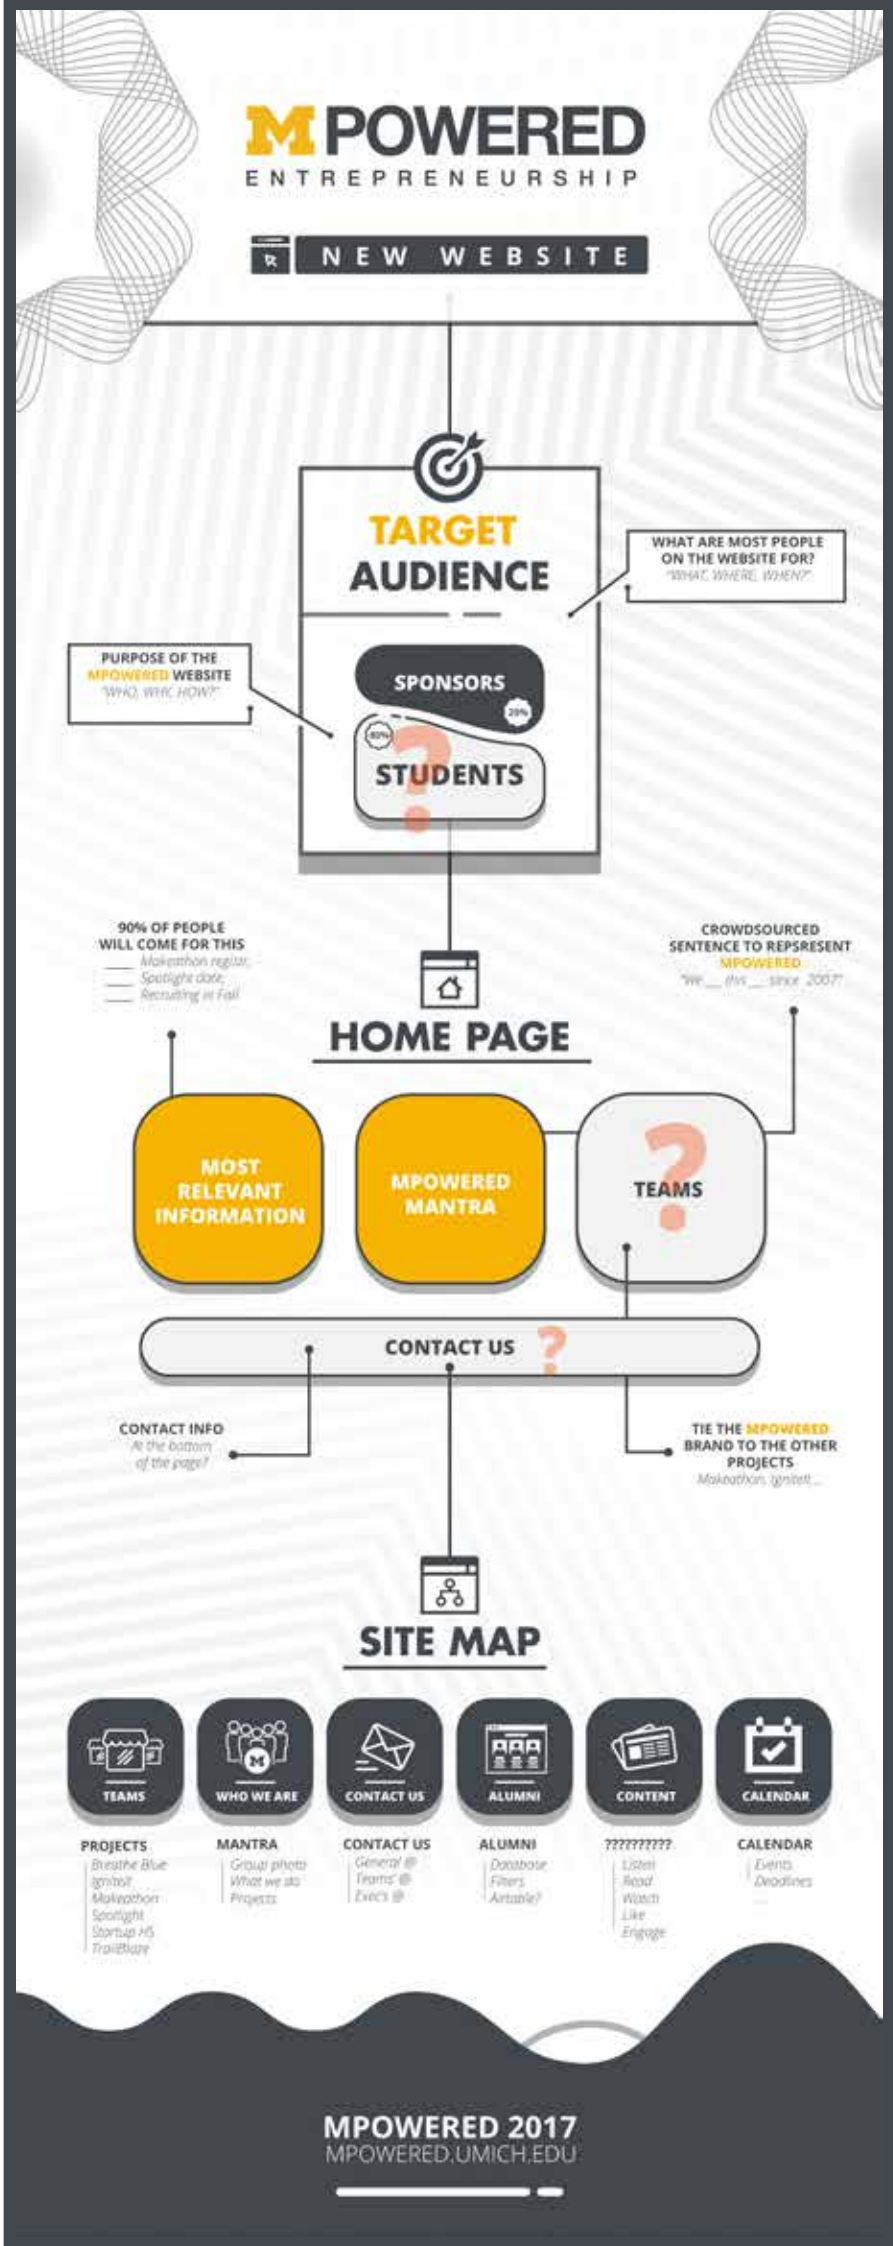 MPOWERED
ENTREPRENEURSHIP
NEW WEBSITE
TARGET
AUDIENCE
WHAT ARE MOST PEOPLE
ON THE WEBSITE FOR?
"WHAT, WHERE, WHEN?"
PURPOSE OF THE
MPOWERED WEBSITE
"WHO, WHY, HOW?"
SPONSORS
20%
80%
?
STUDENTS
90% OF PEOPLE
WILL COME FOR THIS
____ Makeathon register,
____ Spotlight date,
____ Recruiting in Fall
CROWDSOURCED
SENTENCE TO REPSRESENT
MPOWERED
"We __ this __ since 2007"
HOME PAGE
MOST
RELEVANT
INFORMATION
MPOWERED
MANTRA
?
TEAMS
CONTACT US ?
CONTACT INFO
At the bottom
of the page?
TIE THE MPOWERED
BRAND TO THE OTHER
PROJECTS
Makeathon, Ignite!t...
SITE MAP
TEAMS
WHO WE ARE
CONTACT US
ALUMNI
CONTENT
CALENDAR
PROJECTS
Breathe Blue
Ignite!t
Makeathon
Spotlight
Startup HS
TrailBlaze
MANTRA
Group photo
What we do
Projects
CONTACT US
General @
Teams' @
Exec's @
ALUMNI
Database
Filters
Airtable?
??????????
Listen
Read
Watch
Like
Engage
CALENDAR
Events
Deadlines
...
MPOWERED 2017
MPOWERED.UMICH.EDU